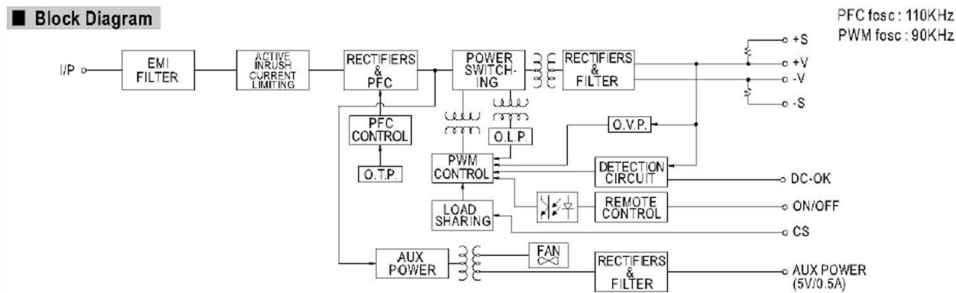 ■ Block Diagram
PFC fosc : 110KHz
PWM fosc : 90KHz
I/P
EMI
FILTER
ACTIVE
INRUSH
CURRENT
LIMITING
RECTIFIERS
&
PFC
POWER
SWITCH-
ING
RECTIFIERS
&
FILTER
+S
+V
-V
-S
PFC
CONTROL
O.L.P.
O.V.P.
O.T.P.
PWM
CONTROL
DETECTION
CIRCUIT
DC-OK
LOAD
SHARING
REMOTE
CONTROL
ON/OFF
CS
AUX
POWER
FAN
RECTIFIERS
&
FILTER
AUX POWER
(5V/0.5A)